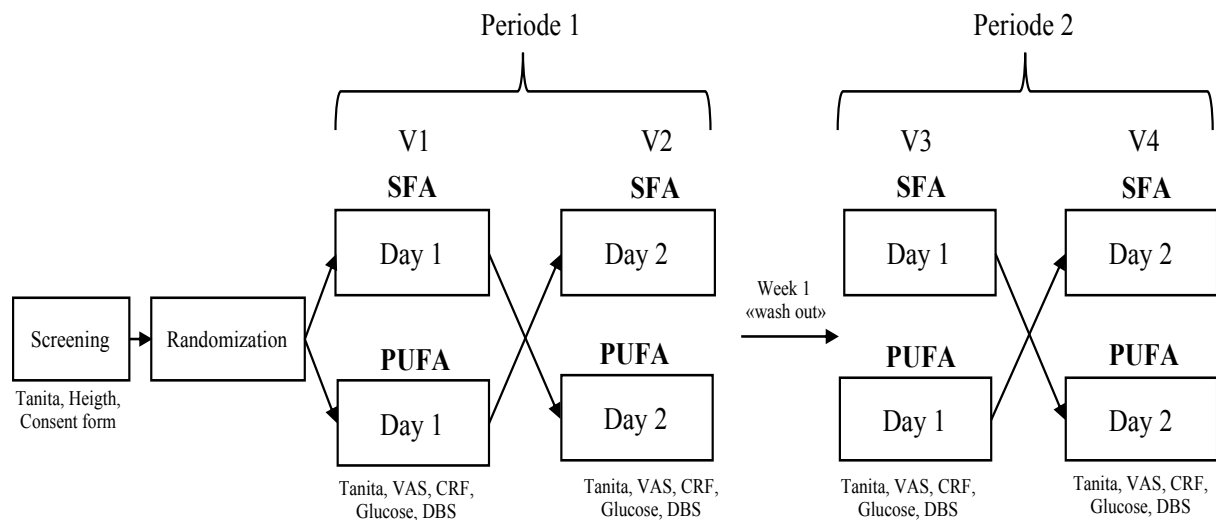 Periode 1
Periode 2
V1
V2
V3
V4
SFA
SFA
SFA
SFA
Day 1
Day 2
Day 1
Day 2
Week 1
«wash out»
Screening
Randomization
PUFA
PUFA
PUFA
PUFA
Day 1
Day 2
Day 1
Day 2
Tanita, Heigth,
Consent form
Tanita, VAS, CRF,
Glucose, DBS
Tanita, VAS, CRF,
Glucose, DBS
Tanita, VAS, CRF,
Glucose, DBS
Tanita, VAS, CRF,
Glucose, DBS